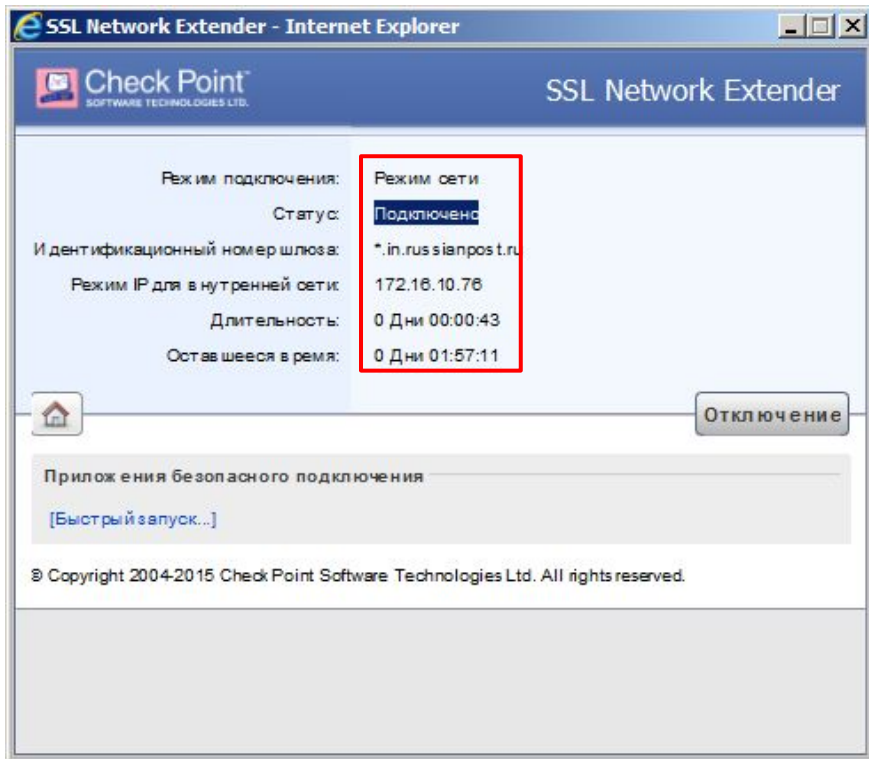 SSL Network Extender - Internet Explorer
Check Point
SOFTWARE TECHNOLOGIES LTD.
SSL Network Extender
Режим подключения: Режим сети
Статус: Подключено
Идентификационный номер шлюза: *.in.russianpost.ru
Режим IP для внутренней сети: 172.16.10.76
Длительность: 0 Дни 00:00:43
Оставшееся время: 0 Дни 01:57:11
Отключение
Приложения безопасного подключения
[Быстрый запуск...]
© Copyright 2004-2015 Check Point Software Technologies Ltd. All rights reserved.